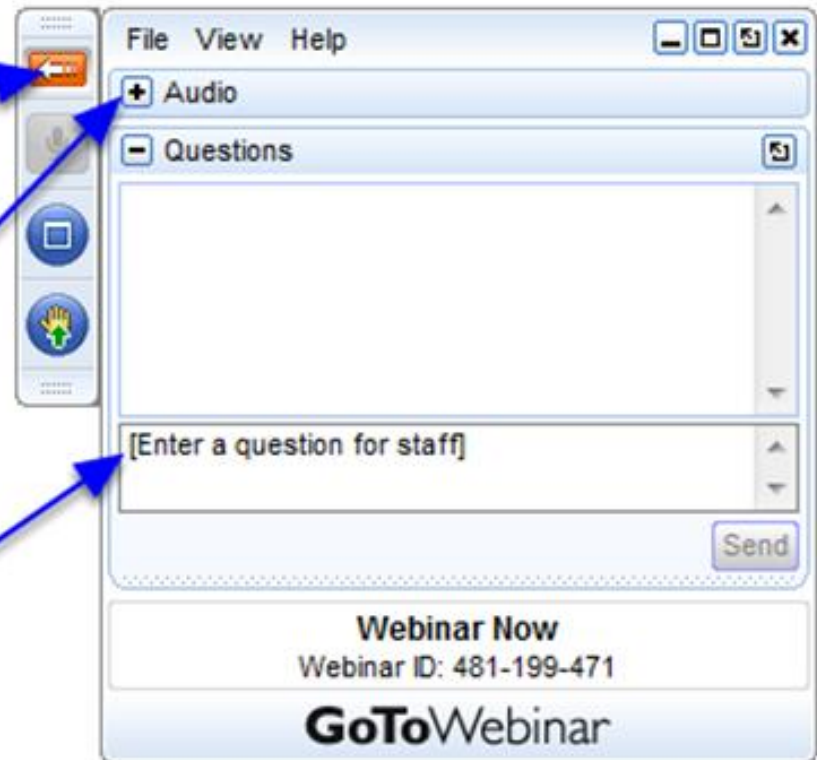 File View Help
Audio
Questions
[Enter a question for staff]
Send
Webinar Now
Webinar ID: 481-199-471
GoToWebinar